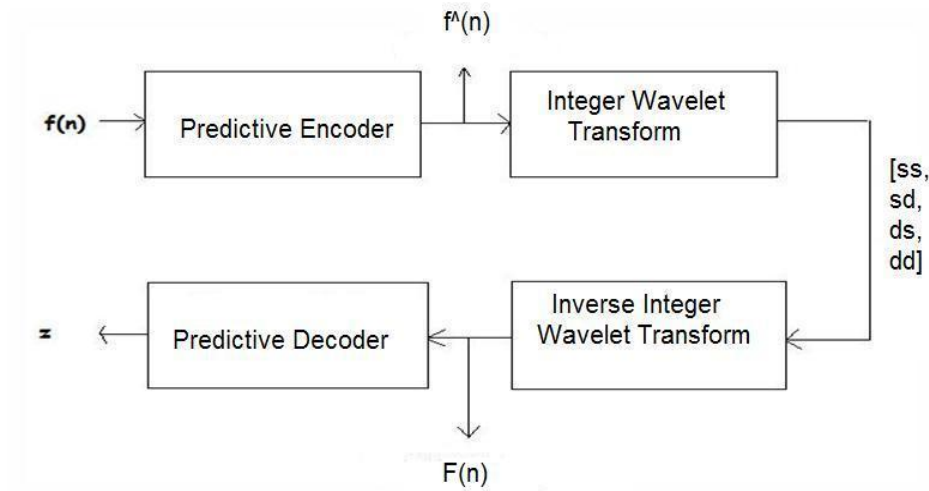 f^(n)
f(n)
Predictive Encoder
Integer Wavelet
Transform
[ss,
sd,
ds,
dd]
Inverse Integer
Wavelet Transform
Predictive Decoder
z
F(n)